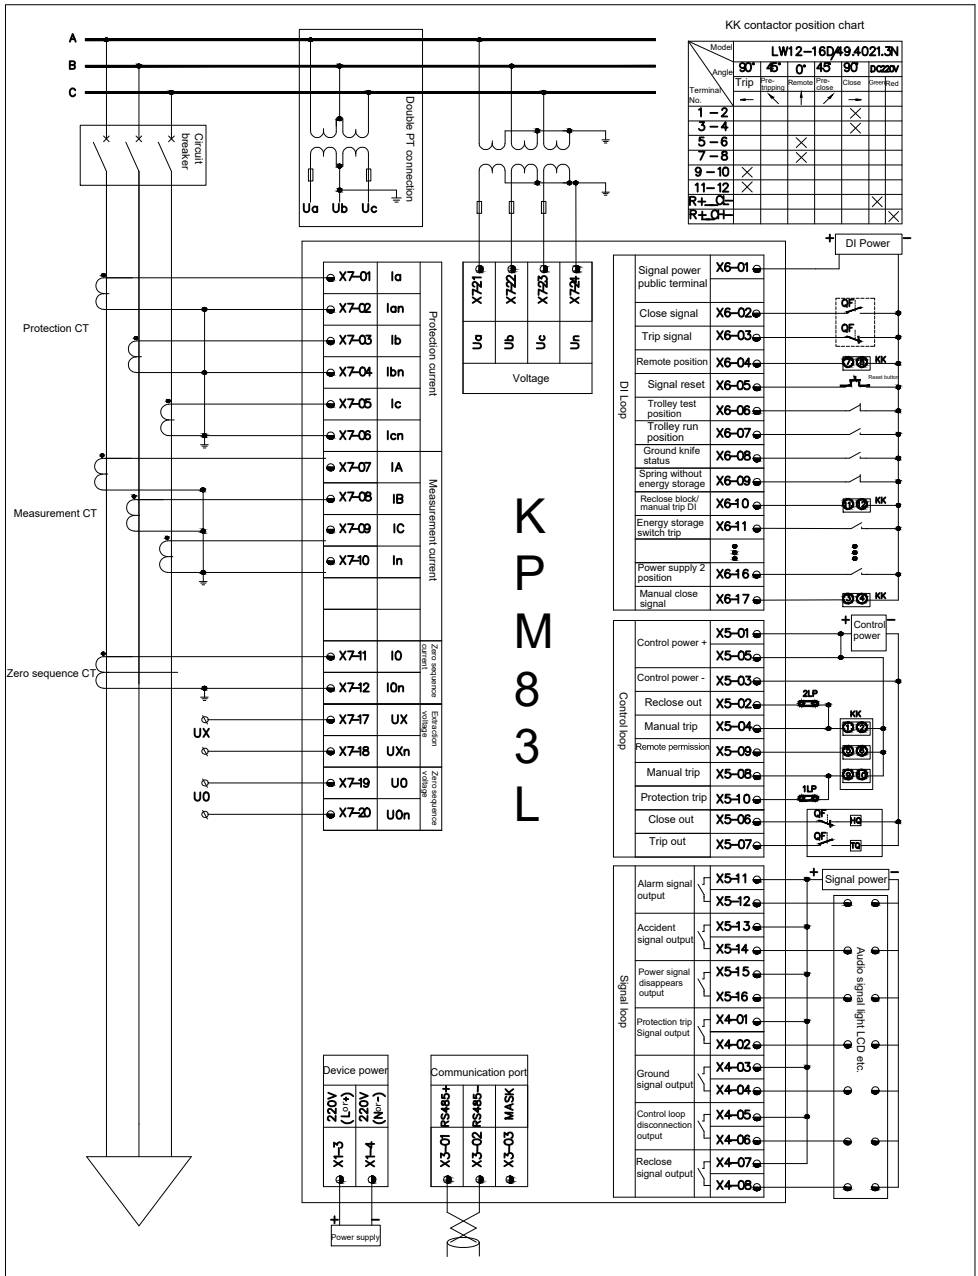 KK contactor position chart
Model LW12-16D/49.4021.3N
Angle 90° 45° 0° 45° 90° DC220V
Terminal No. Trip Pre-tripping Remote Pre-close Close Green Red
1-2
3-4
5-6
7-8
9-10
11-12
R+_CL-
R+_CH-
A
B
C
Circuit breaker
Double PT connection
Ua Ub Uc
Protection CT
Measurement CT
Zero sequence CT
UX
U0
X7-01 Ia
X7-02 Ian
X7-03 Ib
X7-04 Ibn
X7-05 Ic
X7-06 Icn
Protection current
X7-07 IA
X7-08 IB
X7-09 IC
X7-10 In
Measurement current
X7-11 I0
X7-12 I0n
Zero sequence current
X7-17 UX
X7-18 UXn
Extraction voltage
X7-19 U0
X7-20 U0n
Zero sequence voltage
X7-21 X7-22 X7-23 X7-24
Ua Ub Uc Un
Voltage
KPM83L
DI Power
+ -
DI Loop
Signal power public terminal X6-01
Close signal X6-02 QF
Trip signal X6-03 QF
Remote position X6-04 7 8 KK
Signal reset X6-05 Reset button
Trolley test position X6-06
Trolley run position X6-07
Ground knife status X6-08
Spring without energy storage X6-09
Reclose block/ manual trip DI X6-10 11 12 KK
Energy storage switch trip X6-11
Power supply 2 position X6-16
Manual close signal X6-17 3 4 KK
Control loop
+ Control power -
Control power + X5-01
X5-05
Control power - X5-03
Reclose out X5-02 2LP
Manual trip X5-04 KK 1 2
Remote permission X5-09 5 6
Manual trip X5-08 9 10
Protection trip X5-10 1LP
Close out X5-06 QF HQ
Trip out X5-07 QF TQ
Signal loop
+ Signal power -
Alarm signal output X5-11
X5-12
Accident signal output X5-13
X5-14
Power signal disappears output X5-15
X5-16
Protection trip Signal output X4-01
X4-02
Ground signal output X4-03
X4-04
Control loop disconnection output X4-05
X4-06
Reclose signal output X4-07
X4-08
Audio signal light LCD etc.
Device power
220V (Lor+) 220V (Nor-)
X1-3 X1-4
+ -
Power supply
Communication port
RS485+ RS485- MASK
X3-01 X3-02 X3-03